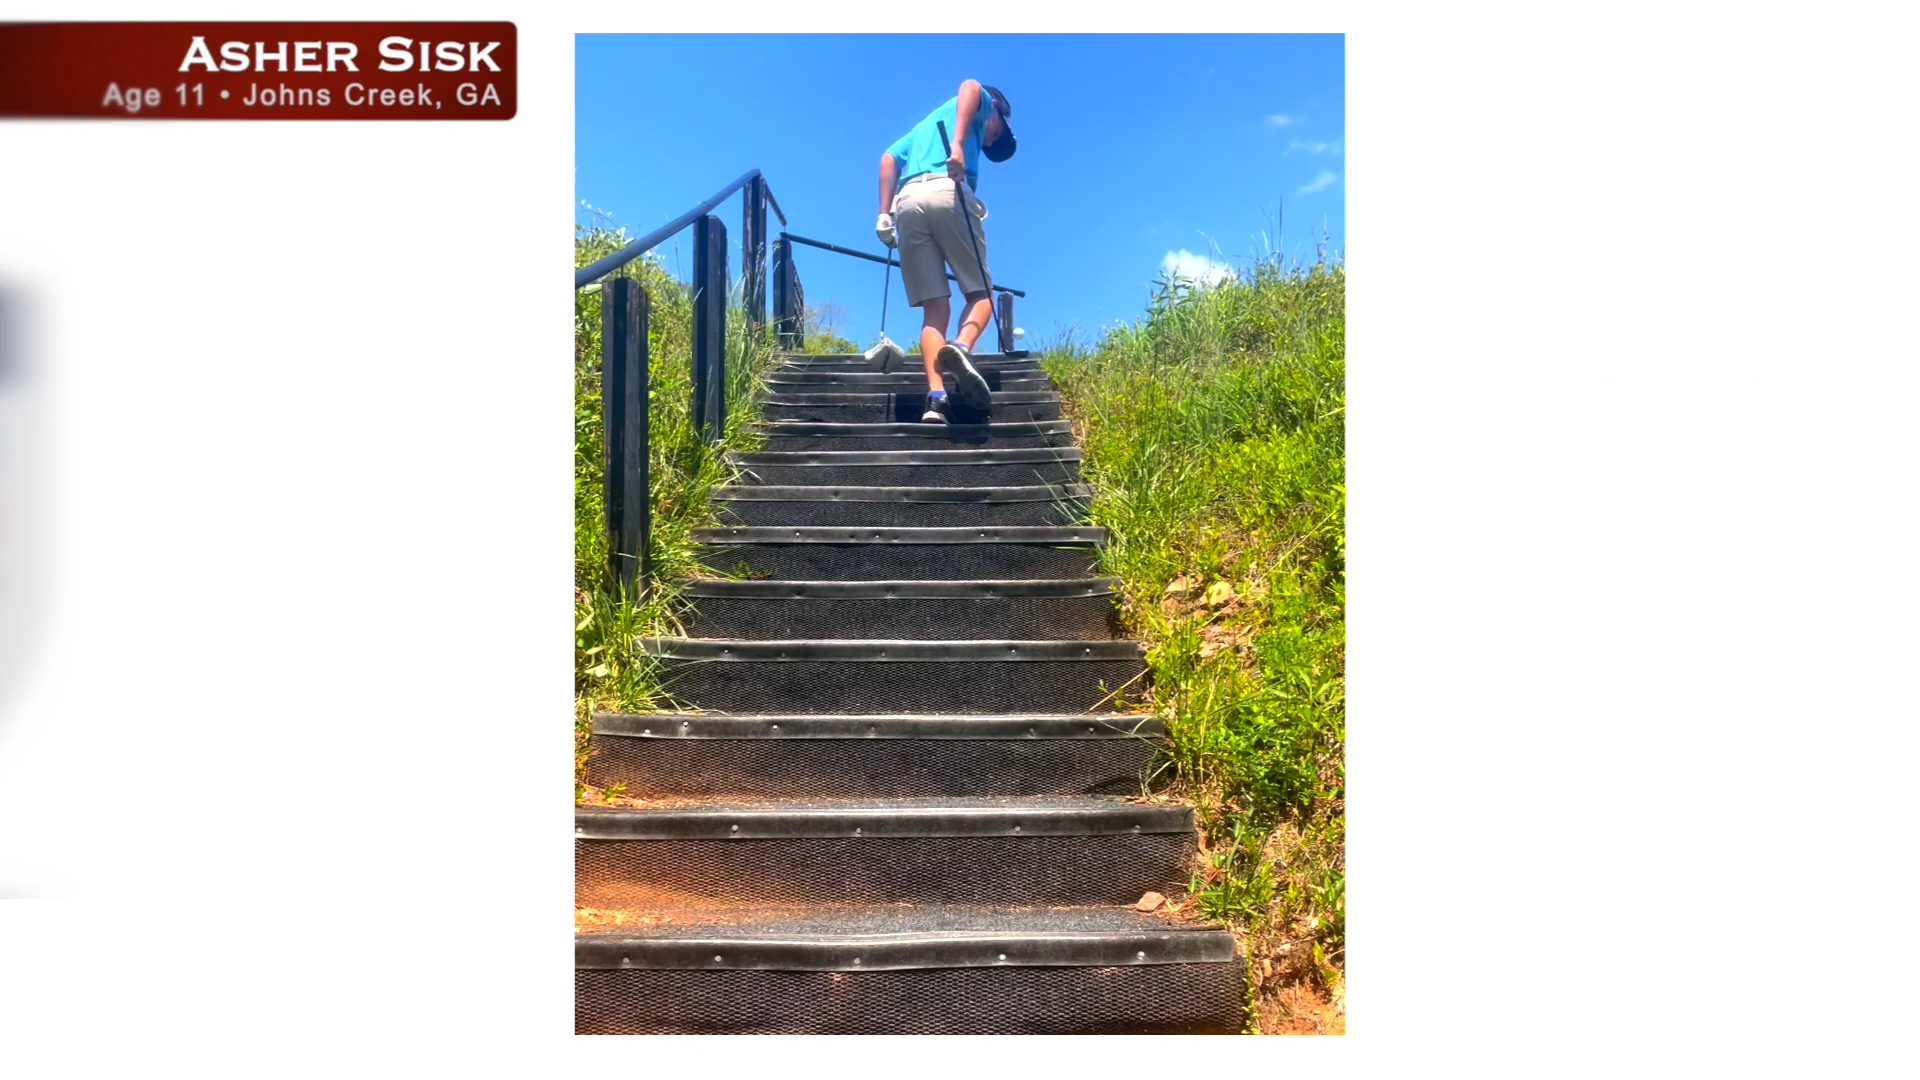 Asher Sisk
Age 11 • Johns Creek, GA